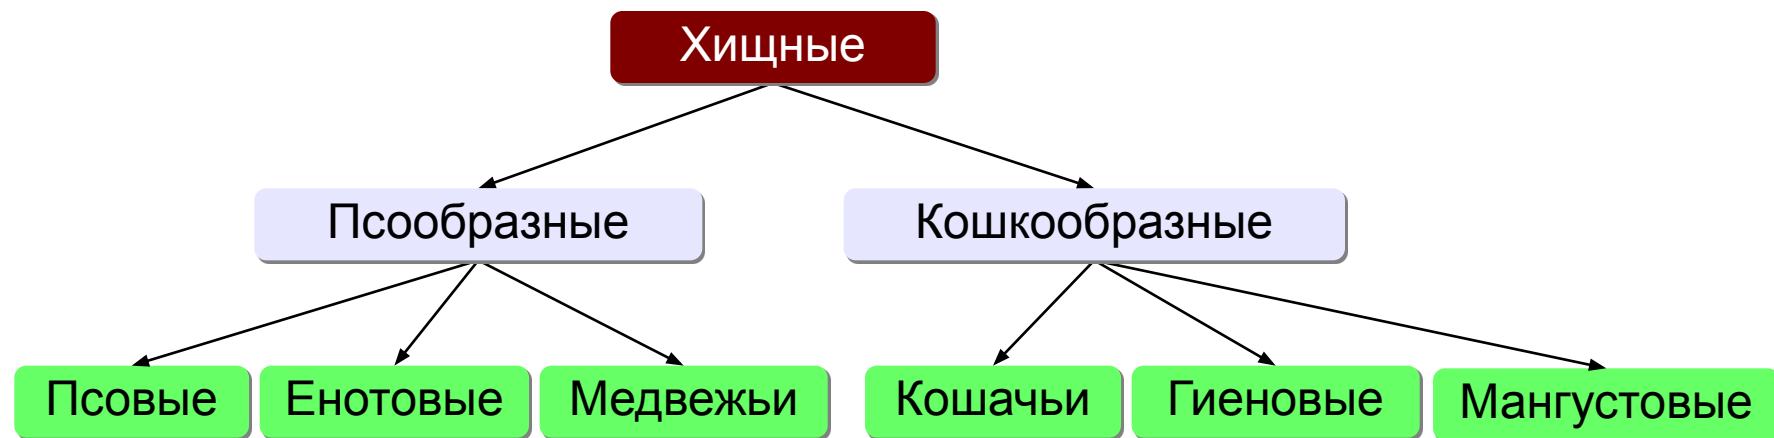 Хищные
Псообразные
Кошкообразные
Псовые
Енотовые
Медвежьи
Кошачьи
Гиеновые
Мангустовые